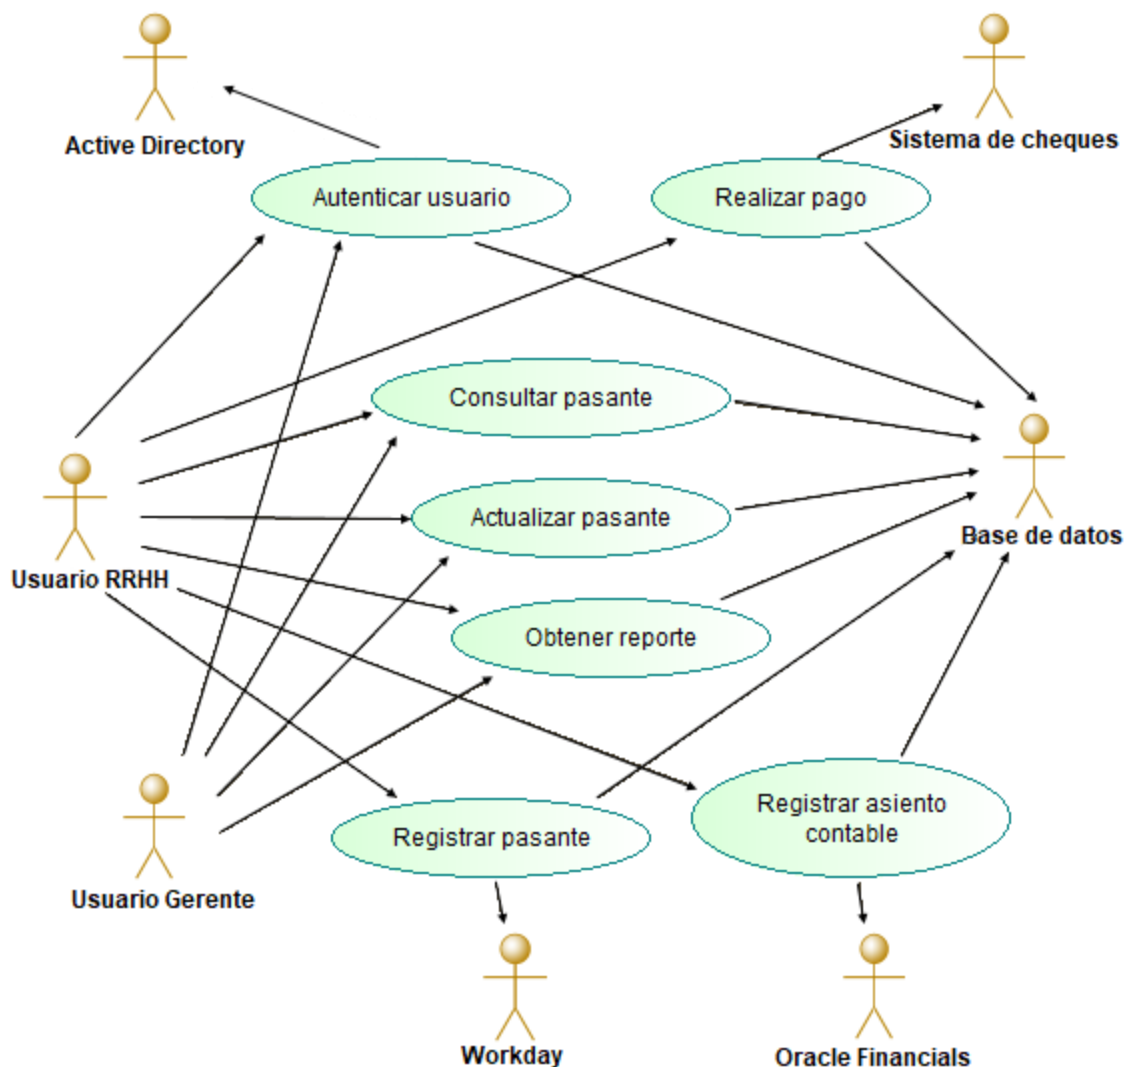 Active Directory
Sistema de cheques
Autenticar usuario
Realizar pago
Consultar pasante
Actualizar pasante
Base de datos
Usuario RRHH
Obtener reporte
Registrar asiento
contable
Registrar pasante
Usuario Gerente
Workday
Oracle Financials